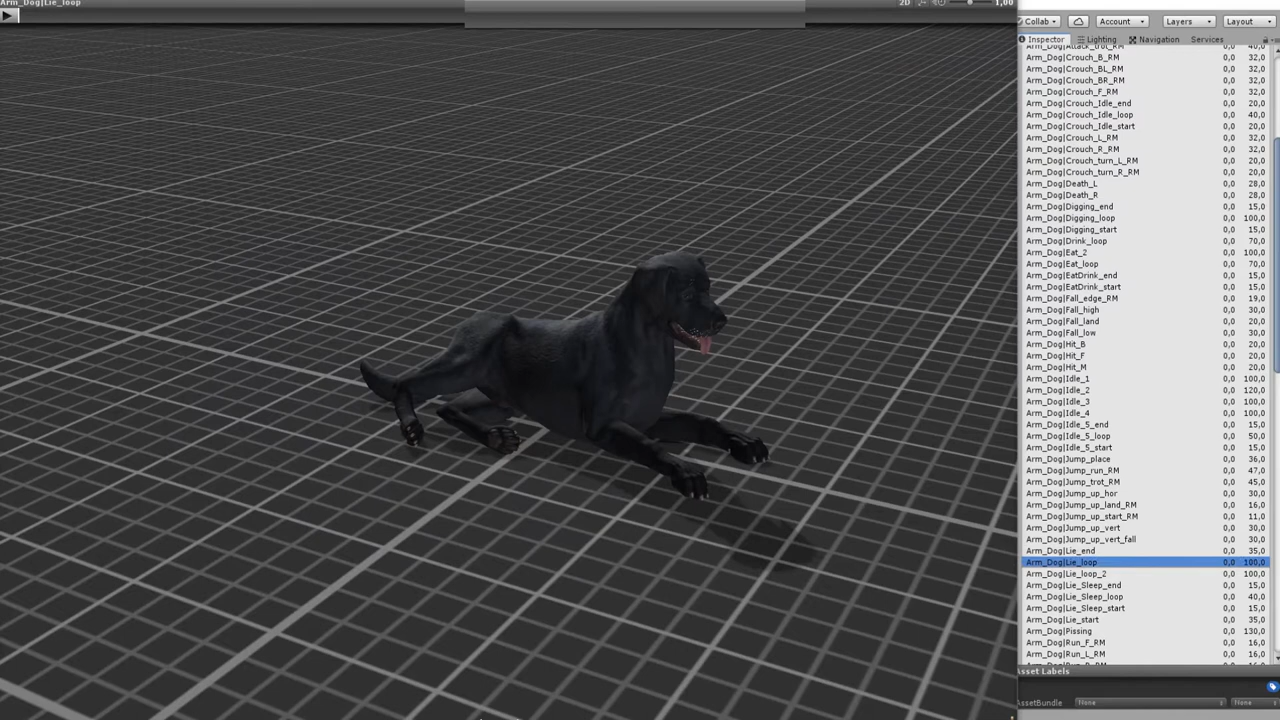 Arm_Dog|Lie_loop
2D 1,00
Collab Account Layers Layout
Inspector Lighting Navigation Services
Arm_Dog|Attack_trot_RM 0,0 40,0
Arm_Dog|Crouch_B_RM 0,0 32,0
Arm_Dog|Crouch_BL_RM 0,0 32,0
Arm_Dog|Crouch_BR_RM 0,0 32,0
Arm_Dog|Crouch_F_RM 0,0 32,0
Arm_Dog|Crouch_Idle_end 0,0 20,0
Arm_Dog|Crouch_Idle_loop 0,0 40,0
Arm_Dog|Crouch_Idle_start 0,0 20,0
Arm_Dog|Crouch_L_RM 0,0 32,0
Arm_Dog|Crouch_R_RM 0,0 32,0
Arm_Dog|Crouch_turn_L_RM 0,0 20,0
Arm_Dog|Crouch_turn_R_RM 0,0 20,0
Arm_Dog|Death_L 0,0 28,0
Arm_Dog|Death_R 0,0 28,0
Arm_Dog|Digging_end 0,0 15,0
Arm_Dog|Digging_loop 0,0 100,0
Arm_Dog|Digging_start 0,0 15,0
Arm_Dog|Drink_loop 0,0 70,0
Arm_Dog|Eat_2 0,0 100,0
Arm_Dog|Eat_loop 0,0 70,0
Arm_Dog|EatDrink_end 0,0 15,0
Arm_Dog|EatDrink_start 0,0 15,0
Arm_Dog|Fall_edge_RM 0,0 19,0
Arm_Dog|Fall_high 0,0 30,0
Arm_Dog|Fall_land 0,0 20,0
Arm_Dog|Fall_low 0,0 30,0
Arm_Dog|Hit_B 0,0 20,0
Arm_Dog|Hit_F 0,0 20,0
Arm_Dog|Hit_M 0,0 20,0
Arm_Dog|Idle_1 0,0 100,0
Arm_Dog|Idle_2 0,0 120,0
Arm_Dog|Idle_3 0,0 100,0
Arm_Dog|Idle_4 0,0 100,0
Arm_Dog|Idle_5_end 0,0 15,0
Arm_Dog|Idle_5_loop 0,0 50,0
Arm_Dog|Idle_5_start 0,0 15,0
Arm_Dog|Jump_place 0,0 36,0
Arm_Dog|Jump_run_RM 0,0 47,0
Arm_Dog|Jump_trot_RM 0,0 45,0
Arm_Dog|Jump_up_hor 0,0 30,0
Arm_Dog|Jump_up_land_RM 0,0 16,0
Arm_Dog|Jump_up_start_RM 0,0 11,0
Arm_Dog|Jump_up_vert 0,0 30,0
Arm_Dog|Jump_up_vert_fall 0,0 30,0
Arm_Dog|Lie_end 0,0 35,0
Arm_Dog|Lie_loop 0,0 100,0
Arm_Dog|Lie_loop_2 0,0 100,0
Arm_Dog|Lie_Sleep_end 0,0 15,0
Arm_Dog|Lie_Sleep_loop 0,0 40,0
Arm_Dog|Lie_Sleep_start 0,0 15,0
Arm_Dog|Lie_start 0,0 35,0
Arm_Dog|Pissing 0,0 130,0
Arm_Dog|Run_F_RM 0,0 16,0
Arm_Dog|Run_L_RM 0,0 16,0
Asset Labels
AssetBundle None None